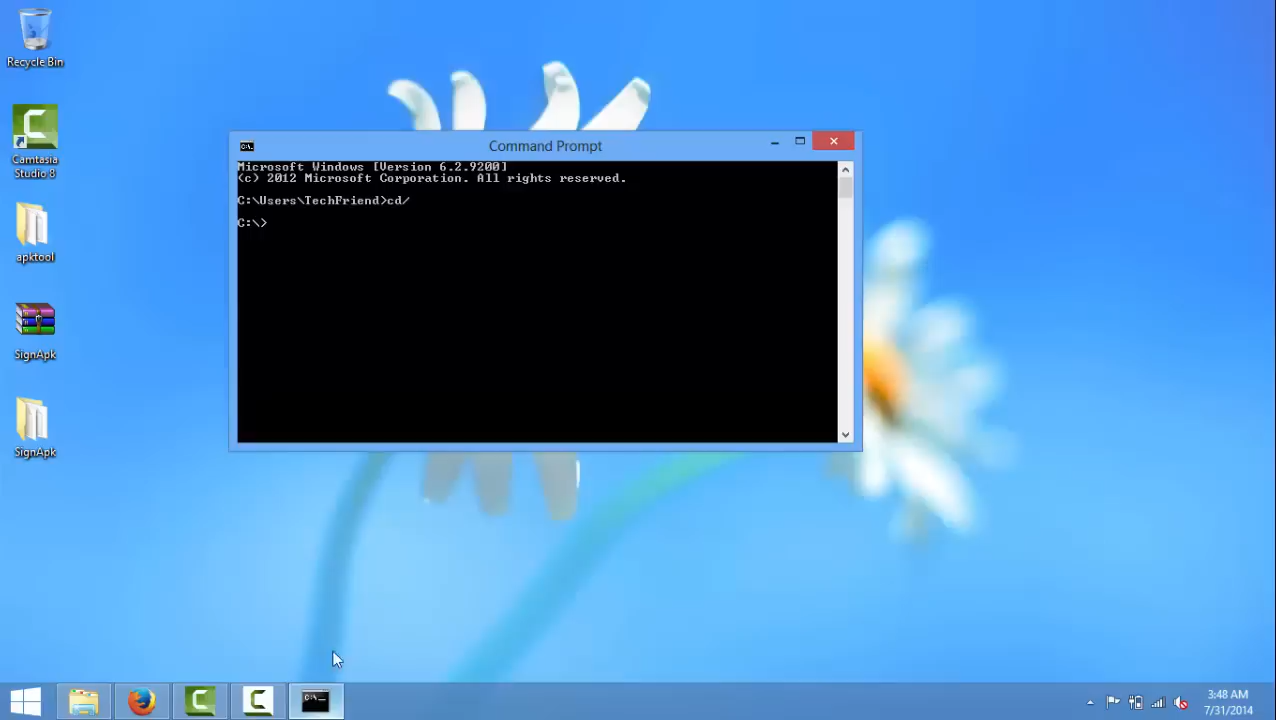 Recycle Bin
Camtasia
Studio 8
apktool
SignApk
SignApk
Command Prompt
Microsoft Windows [Version 6.2.9200]
(c) 2012 Microsoft Corporation. All rights reserved.
C:\Users\TechFriend>cd/
C:\>
3:48 AM
7/31/2014